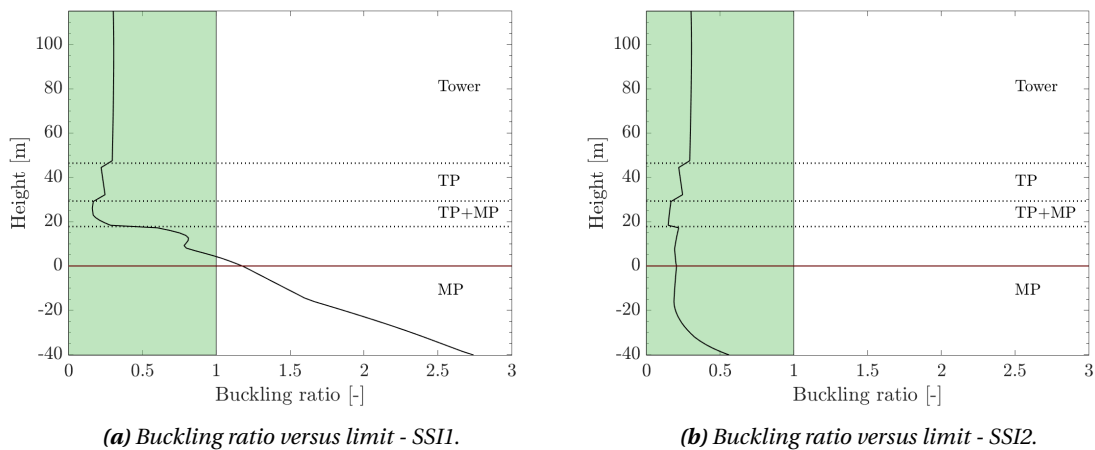 100
80
60
40
20
0
-20
-40
Height [m]
Tower
TP
TP+MP
MP
0
0.5
1
1.5
2
2.5
3
Buckling ratio [-]
(a) Buckling ratio versus limit - SSI1.
100
80
60
40
20
0
-20
-40
Height [m]
Tower
TP
TP+MP
MP
0
0.5
1
1.5
2
2.5
3
Buckling ratio [-]
(b) Buckling ratio versus limit - SSI2.